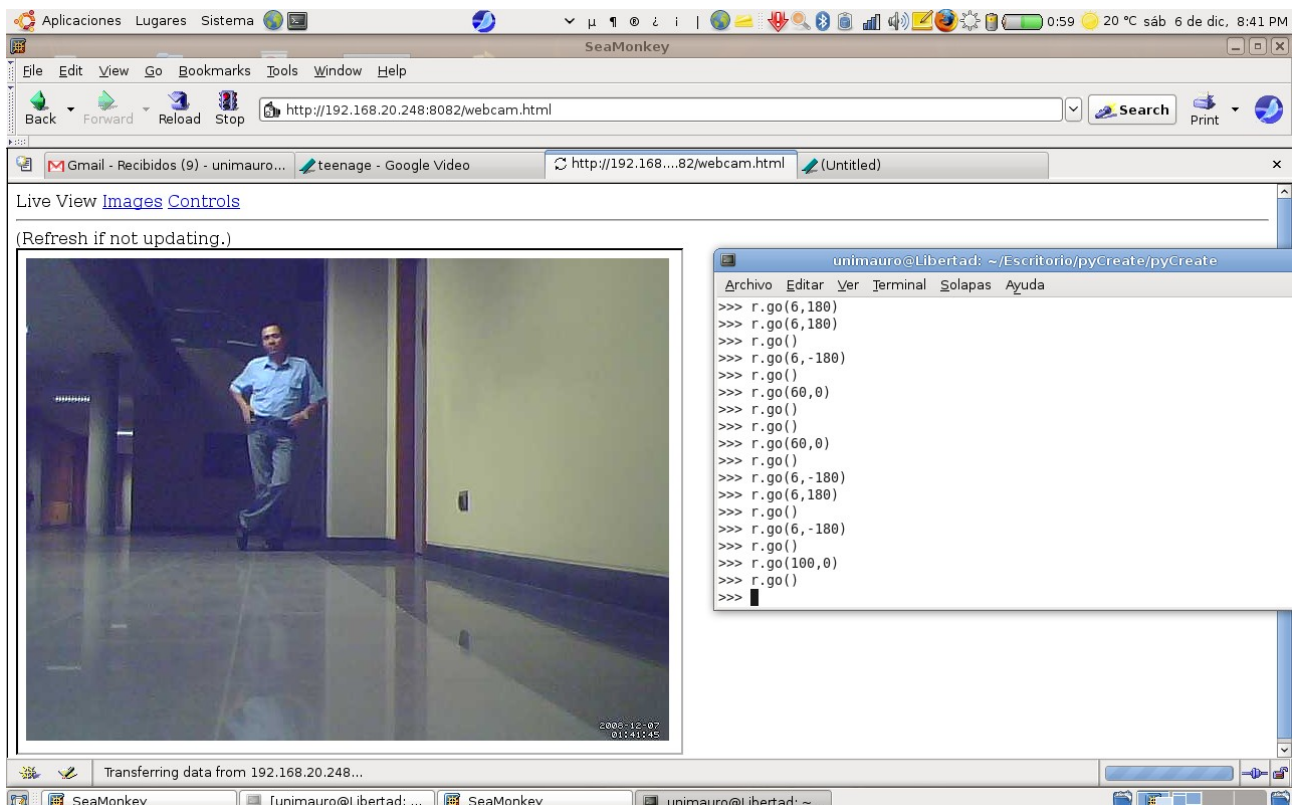 Aplicaciones Lugares Sistema µ ¶ ® ¿ i | 0:59 20 °C sáb 6 de dic, 8:41 PM
SeaMonkey
File Edit View Go Bookmarks Tools Window Help
Back Forward Reload Stop http://192.168.20.248:8082/webcam.html Search Print
Gmail - Recibidos (9) - unimauro... teenage - Google Video http://192.168....82/webcam.html (Untitled)
Live View Images Controls
(Refresh if not updating.)
2008-12-07
01:41:45
unimauro@Libertad: ~/Escritorio/pyCreate/pyCreate
Archivo Editar Ver Terminal Solapas Ayuda
>>> r.go(6,180)
>>> r.go(6,180)
>>> r.go()
>>> r.go(6,-180)
>>> r.go()
>>> r.go(60,0)
>>> r.go()
>>> r.go()
>>> r.go(60,0)
>>> r.go()
>>> r.go(6,-180)
>>> r.go(6,180)
>>> r.go()
>>> r.go(6,-180)
>>> r.go()
>>> r.go(100,0)
>>> r.go()
>>>
Transferring data from 192.168.20.248...
SeaMonkey [unimauro@Libertad: ... SeaMonkey unimauro@Libertad: ~